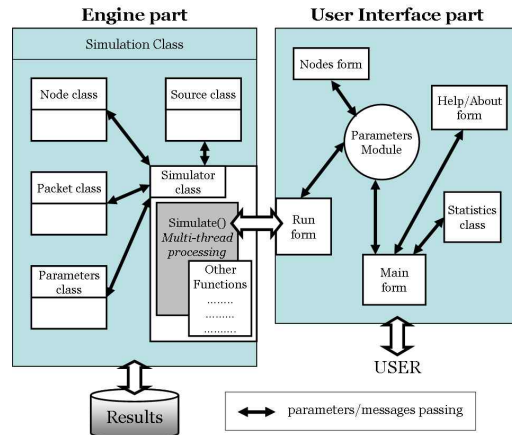 Engine part
User Interface part
Simulation Class
Node class
Source class
Packet class
Simulator
class
Parameters
class
Simulate()
Multi-thread
processing
Other
Functions
........
.........
..........
Nodes form
Help/About
form
Parameters
Module
Run
form
Statistics
class
Main
form
USER
Results
parameters/messages passing